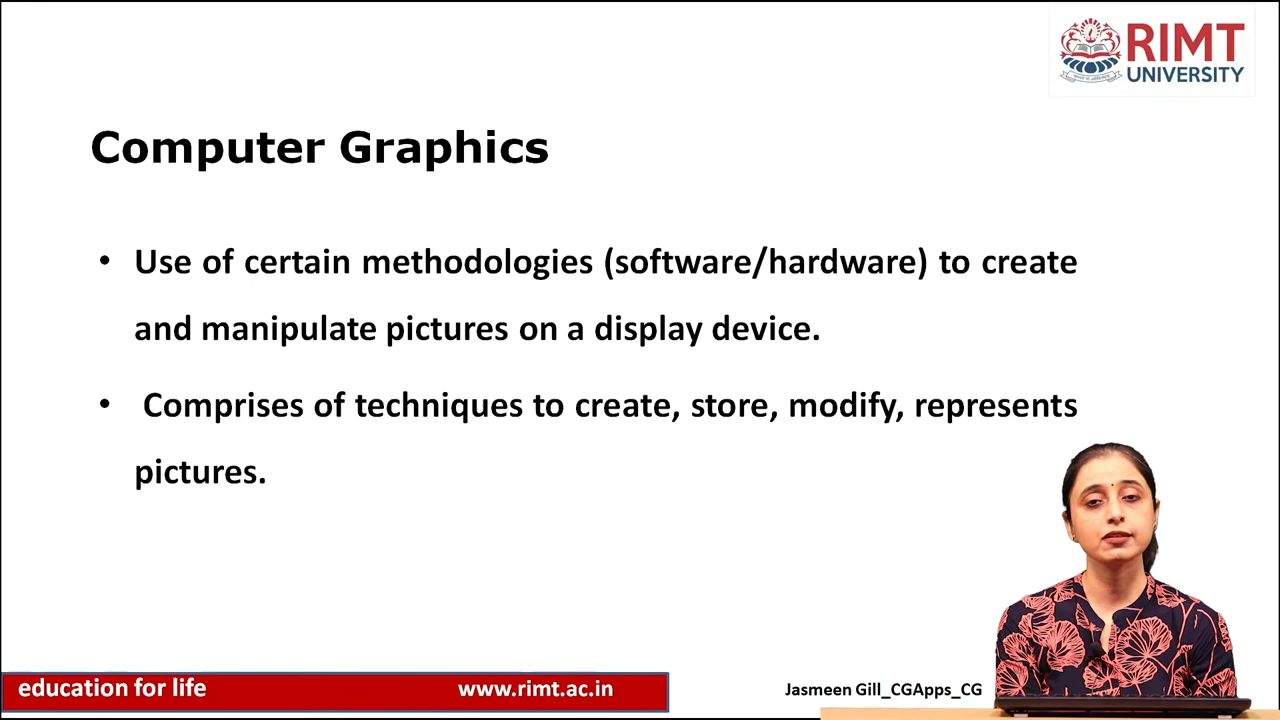 RIMT
UNIVERSITY
Computer Graphics
• Use of certain methodologies (software/hardware) to create
and manipulate pictures on a display device.
• Comprises of techniques to create, store, modify, represents
pictures.
education for life www.rimt.ac.in Jasmeen Gill_CGApps_CG